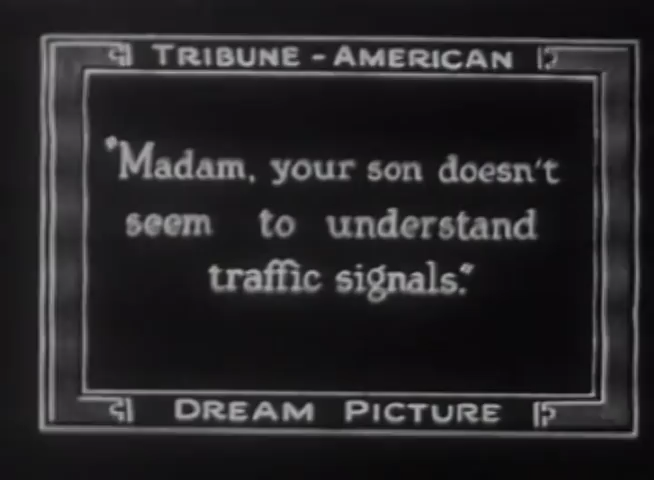 TRIBUNE - AMERICAN
"Madam, your son doesn't
seem to understand
traffic signals."
DREAM PICTURE